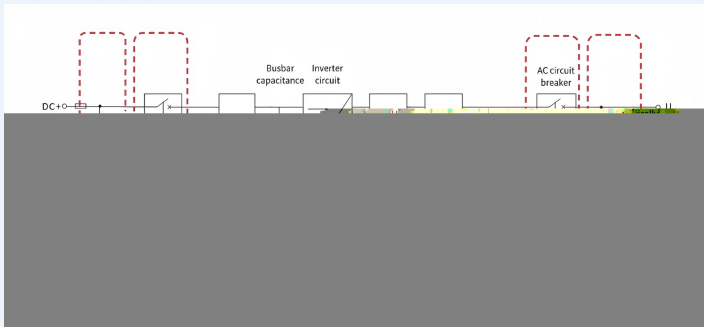 Busbar
capacitance
Inverter
circuit
AC circuit
breaker
DC+